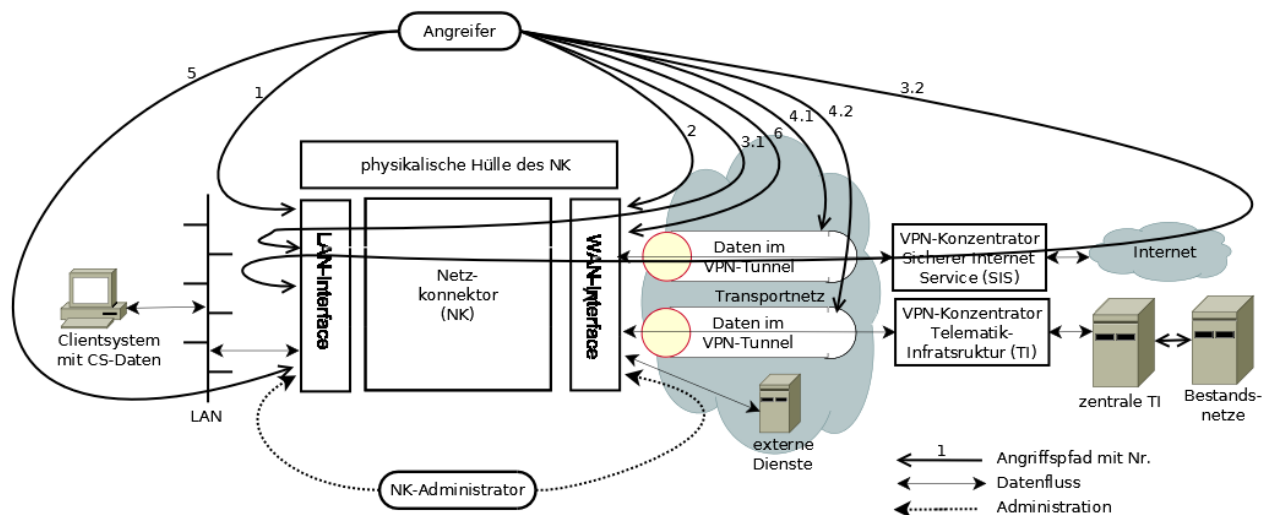 Angreifer
5
1
2
3.1
6
4.1
4.2
3.2
physikalische Hülle des NK
LAN-Interface
Netz-
konnektor
(NK)
WAN-Interface
Daten im
VPN-Tunnel
Transportnetz
Daten im
VPN-Tunnel
VPN-Konzentrator
Sicherer Internet
Service (SIS)
Internet
VPN-Konzentrator
Telematik-
Infratsruktur (TI)
Clientsystem
mit CS-Daten
LAN
zentrale TI
Bestands-
netze
externe
Dienste
NK-Administrator
1
Angriffspfad mit Nr.
Datenfluss
Administration